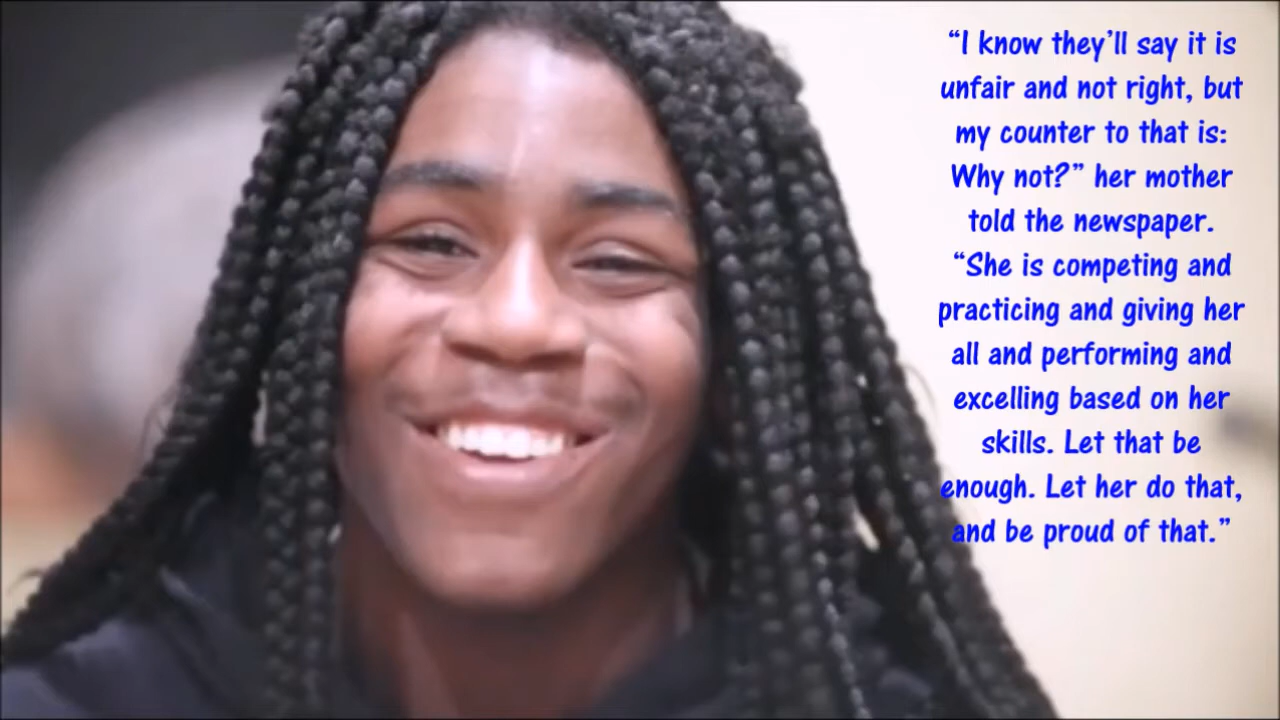 “I know they’ll say it is
unfair and not right, but
my counter to that is:
Why not?” her mother
told the newspaper.
“She is competing and
practicing and giving her
all and performing and
excelling based on her
skills. Let that be
enough. Let her do that,
and be proud of that.”